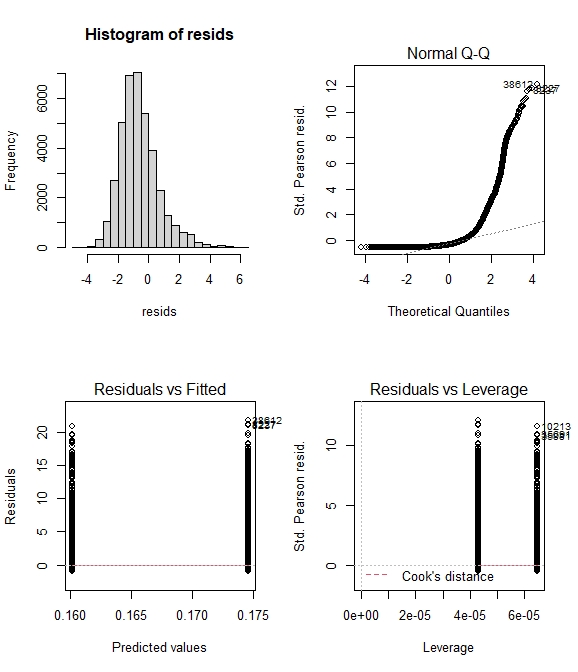 Histogram of resids
Frequency
0
2000
4000
6000
-4 -2 0 2 4 6
resids
Normal Q-Q
Std. Pearson resid.
0
2
4
6
8
10
12
38612
-4 -2 0 2 4
Theoretical Quantiles
Residuals vs Fitted
Residuals
0
5
10
15
20
38612
0.160 0.165 0.170 0.175
Predicted values
Residuals vs Leverage
Std. Pearson resid.
0
5
10
10213
Cook's distance
0e+00 2e-05 4e-05 6e-05
Leverage